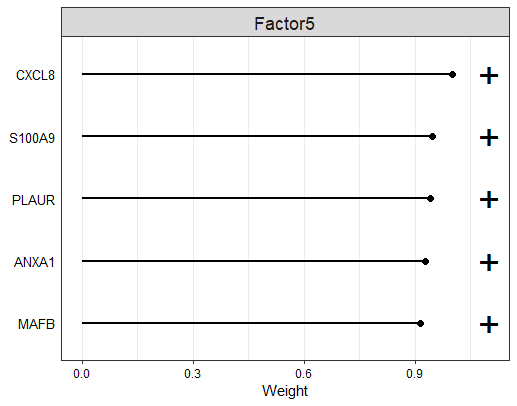 Factor5
CXCL8
+
S100A9
+
PLAUR
+
ANXA1
+
MAFB
+
0.0 0.3 0.6 0.9
Weight